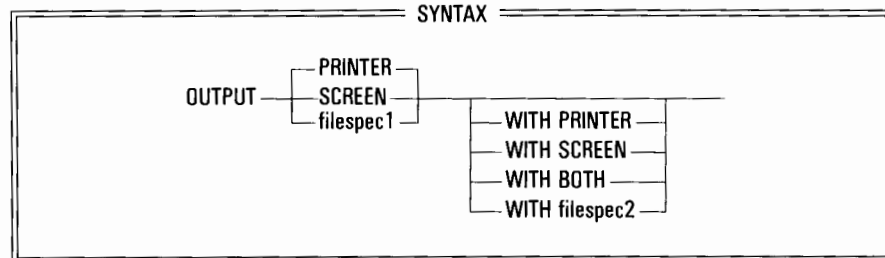 SYNTAX
PRINTER
OUTPUT SCREEN
filespec1
WITH PRINTER
WITH SCREEN
WITH BOTH
WITH filespec2